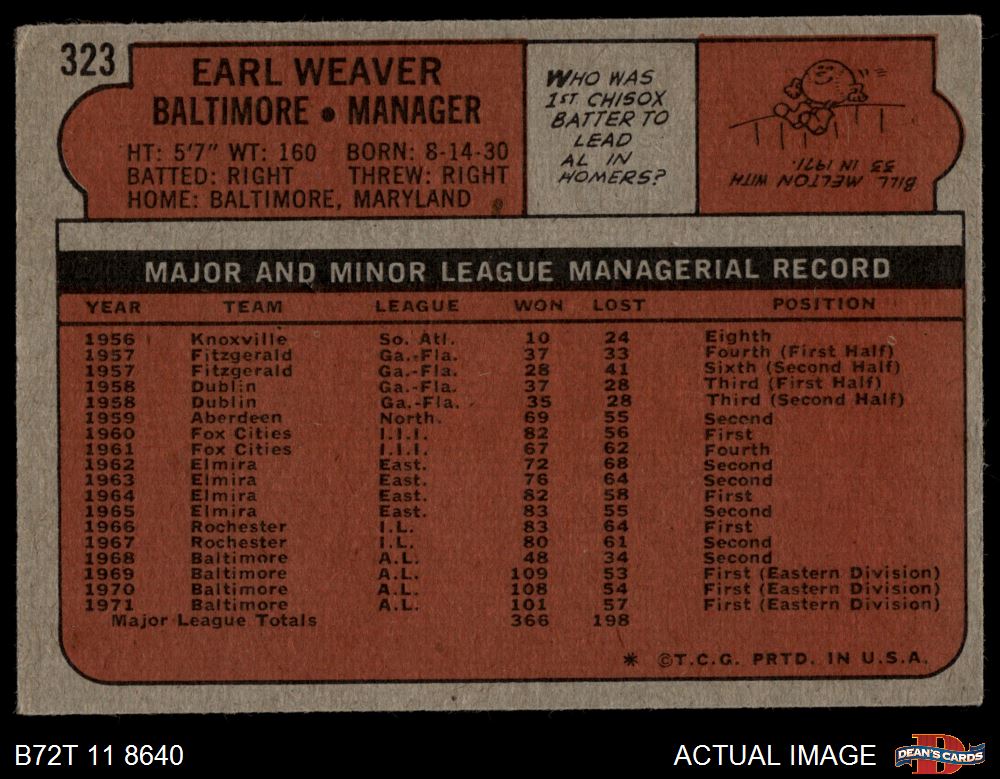 323
EARL WEAVER
BALTIMORE • MANAGER
HT: 5'7" WT: 160 BORN: 8-14-30
BATTED: RIGHT THREW: RIGHT
HOME: BALTIMORE, MARYLAND
WHO WAS
1ST CHISOX
BATTER TO
LEAD
AL IN
HOMERS?
BILL MELTON WITH
33 IN 1971.
MAJOR AND MINOR LEAGUE MANAGERIAL RECORD
YEAR TEAM LEAGUE WON LOST POSITION
1956 Knoxville So. Atl. 10 24 Eighth
1957 Fitzgerald Ga.-Fla. 37 33 Fourth (First Half)
1957 Fitzgerald Ga.-Fla. 28 41 Sixth (Second Half)
1958 Dublin Ga.-Fla. 37 28 Third (First Half)
1958 Dublin Ga.-Fla. 35 28 Third (Second Half)
1959 Aberdeen North. 69 55 Second
1960 Fox Cities I.I.I. 82 56 First
1961 Fox Cities I.I.I. 67 62 Fourth
1962 Elmira East. 72 68 Second
1963 Elmira East. 76 64 Second
1964 Elmira East. 82 58 First
1965 Elmira East. 83 55 Second
1966 Rochester I.L. 83 64 First
1967 Rochester I.L. 80 61 Second
1968 Baltimore A.L. 48 34 Second
1969 Baltimore A.L. 109 53 First (Eastern Division)
1970 Baltimore A.L. 108 54 First (Eastern Division)
1971 Baltimore A.L. 101 57 First (Eastern Division)
Major League Totals 366 198
* ©T.C.G. PRTD. IN U.S.A.
B72T 11 8640
ACTUAL IMAGE
DEAN'S CARDS